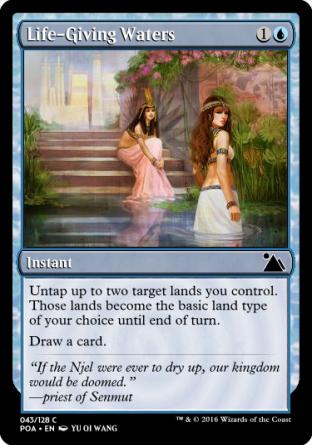 Life-Giving Waters 1
Instant
Untap up to two target lands you control.
Those lands become the basic land type
of your choice until end of turn.
Draw a card.
"If the Njel were ever to dry up, our kingdom
would be doomed."
—priest of Senmut
043/128 C
POA • EN YU QI WANG
™ & © 2016 Wizards of the Coast